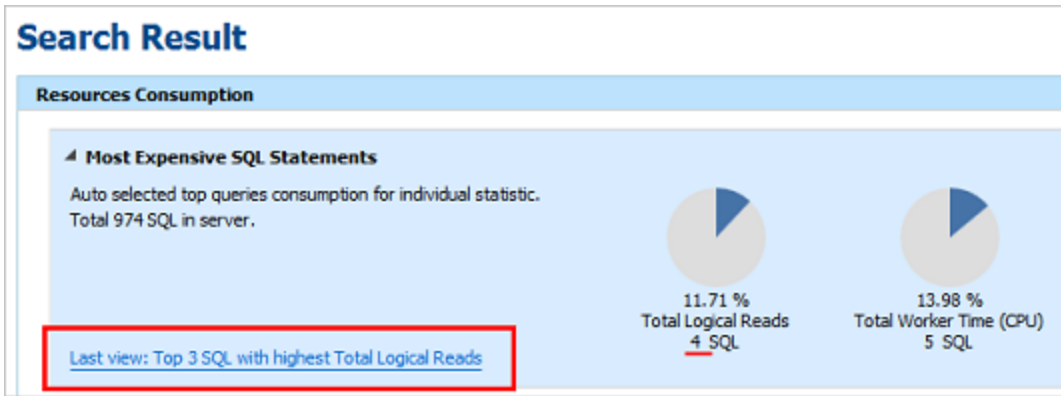 Search Result
Resources Consumption
Most Expensive SQL Statements
Auto selected top queries consumption for individual statistic.
Total 974 SQL in server.
11.71 %
Total Logical Reads
4 SQL
13.98 %
Total Worker Time (CPU)
5 SQL
Last view: Top 3 SQL with highest Total Logical Reads